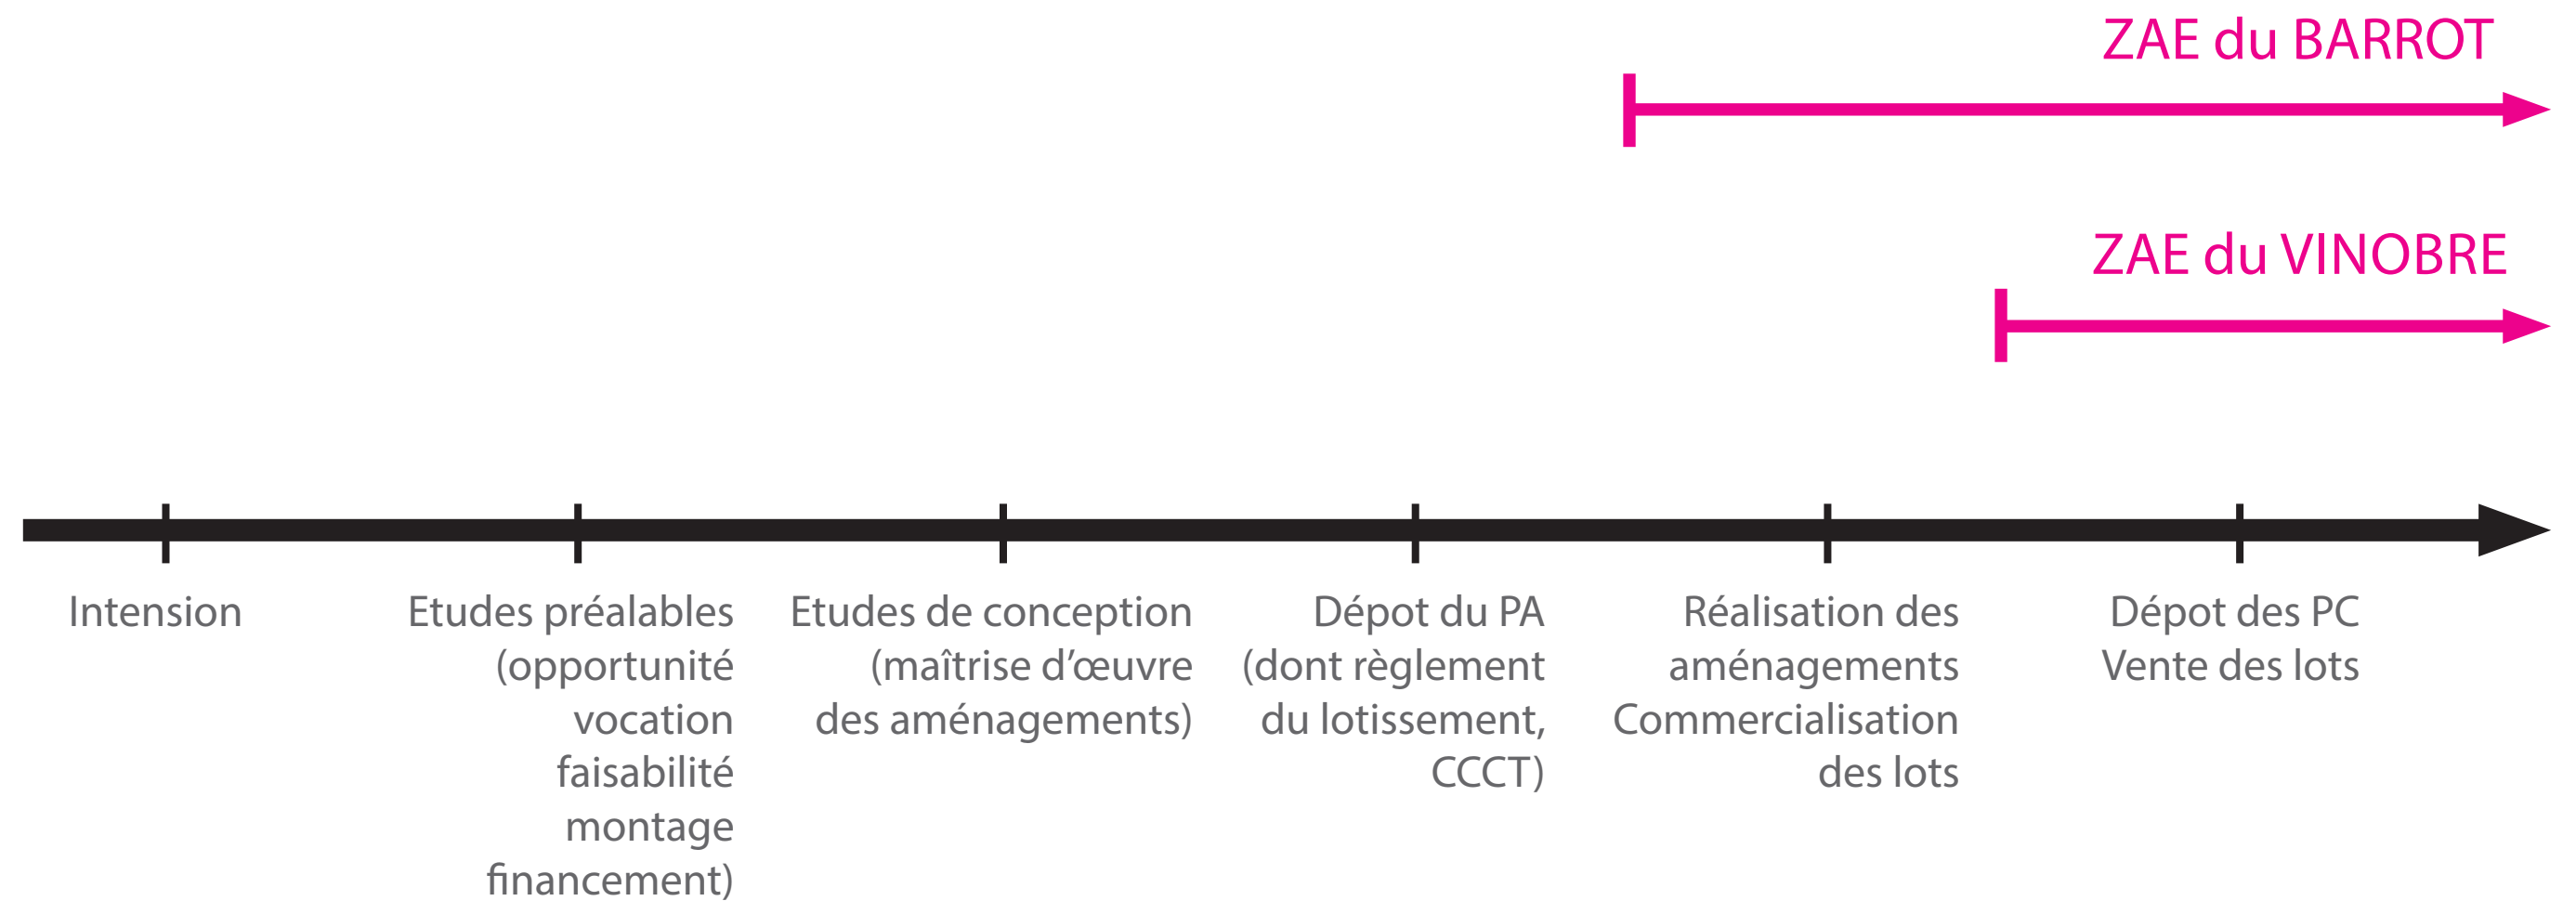 ZAE du BARROT
ZAE du VINOBRE
Intension
Etudes préalables
(opportunité
vocation
faisabilité
montage
financement)
Etudes de conception
(maîtrise d’œuvre
des aménagements)
Dépot du PA
(dont règlement
du lotissement,
CCCT)
Réalisation des
aménagements
Commercialisation
des lots
Dépot des PC
Vente des lots